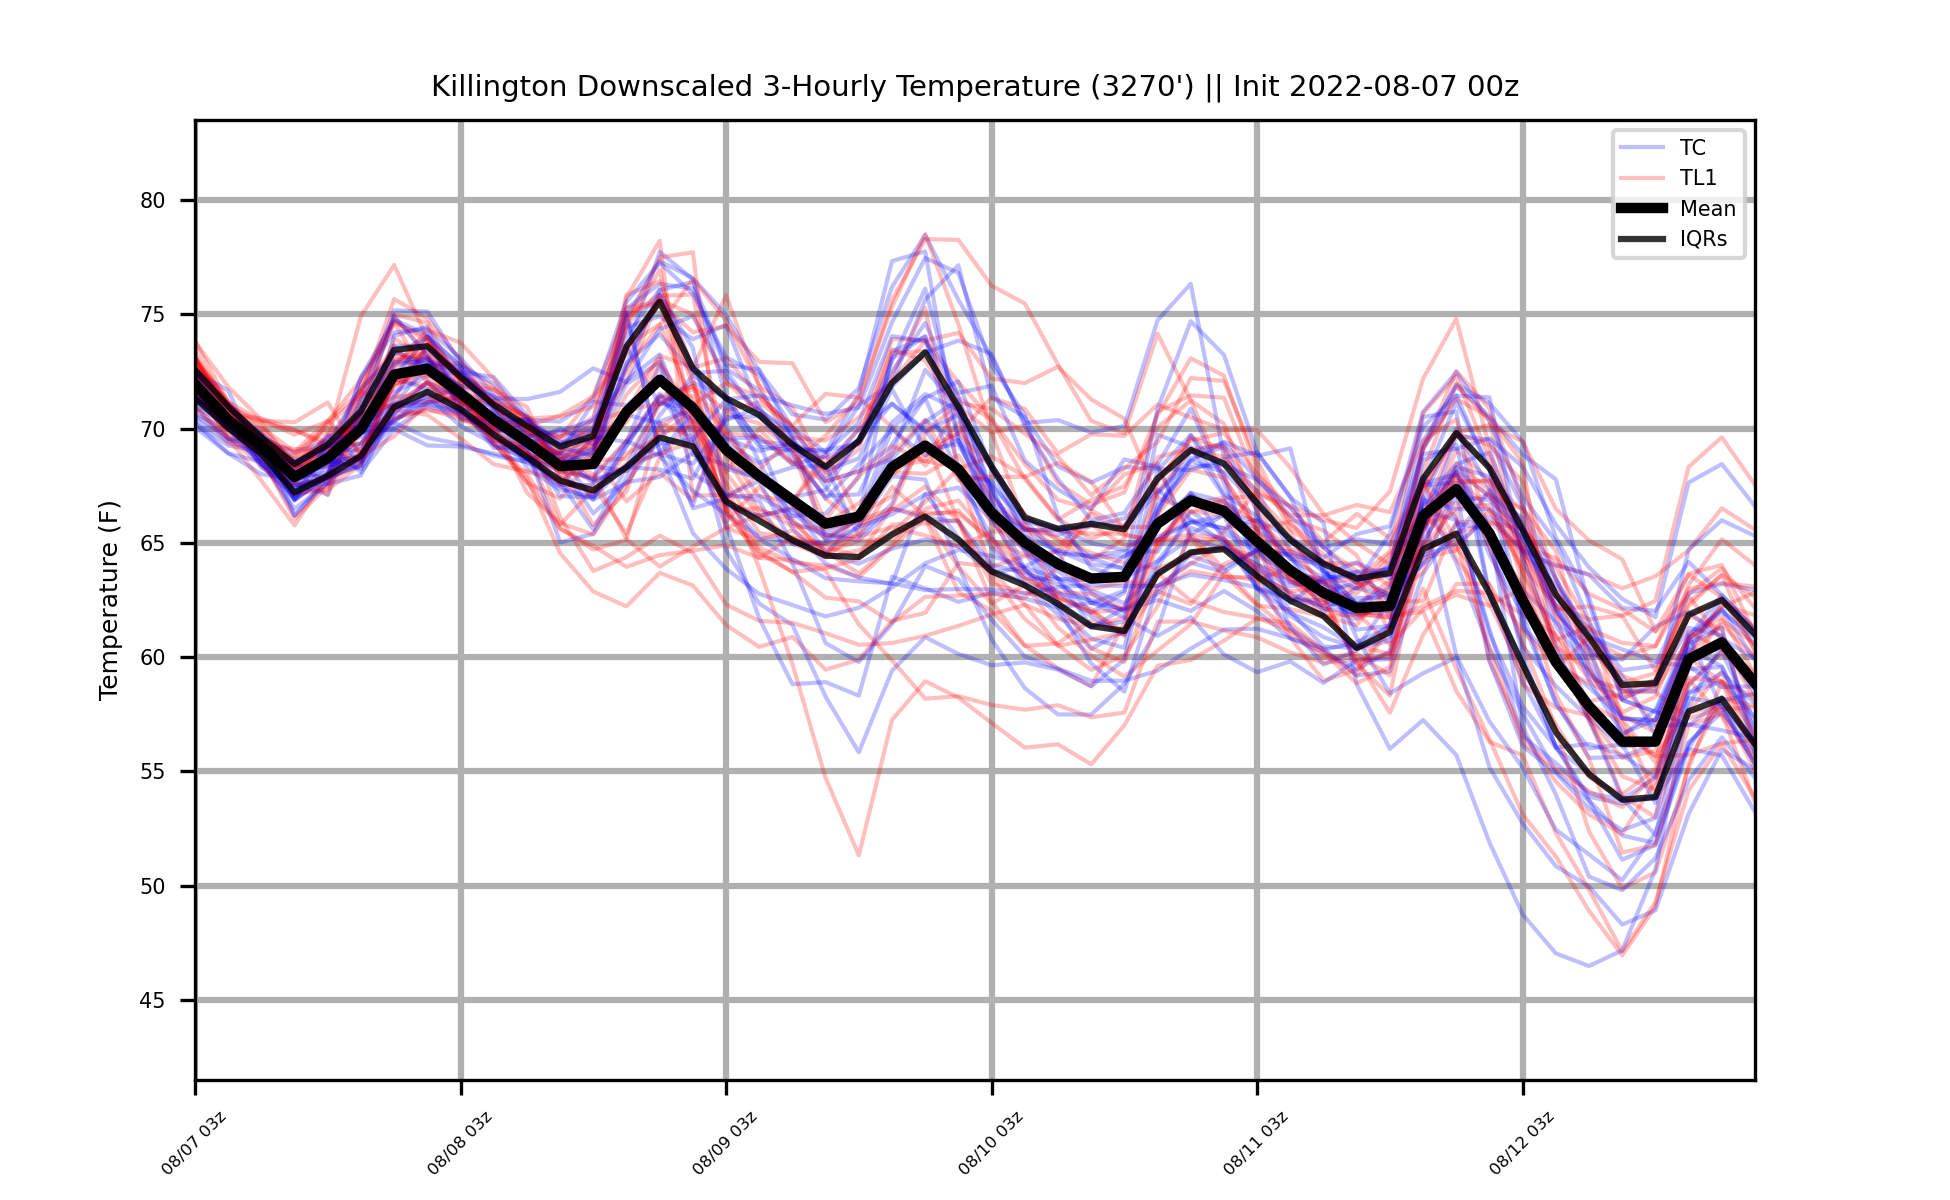 Killington Downscaled 3-Hourly Temperature (3270') || Init 2022-08-07 00z
TC
TL1
Mean
IQRs
Temperature (F)
80
75
70
65
60
55
50
45
08/07 03z
08/08 03z
08/09 03z
08/10 03z
08/11 03z
08/12 03z